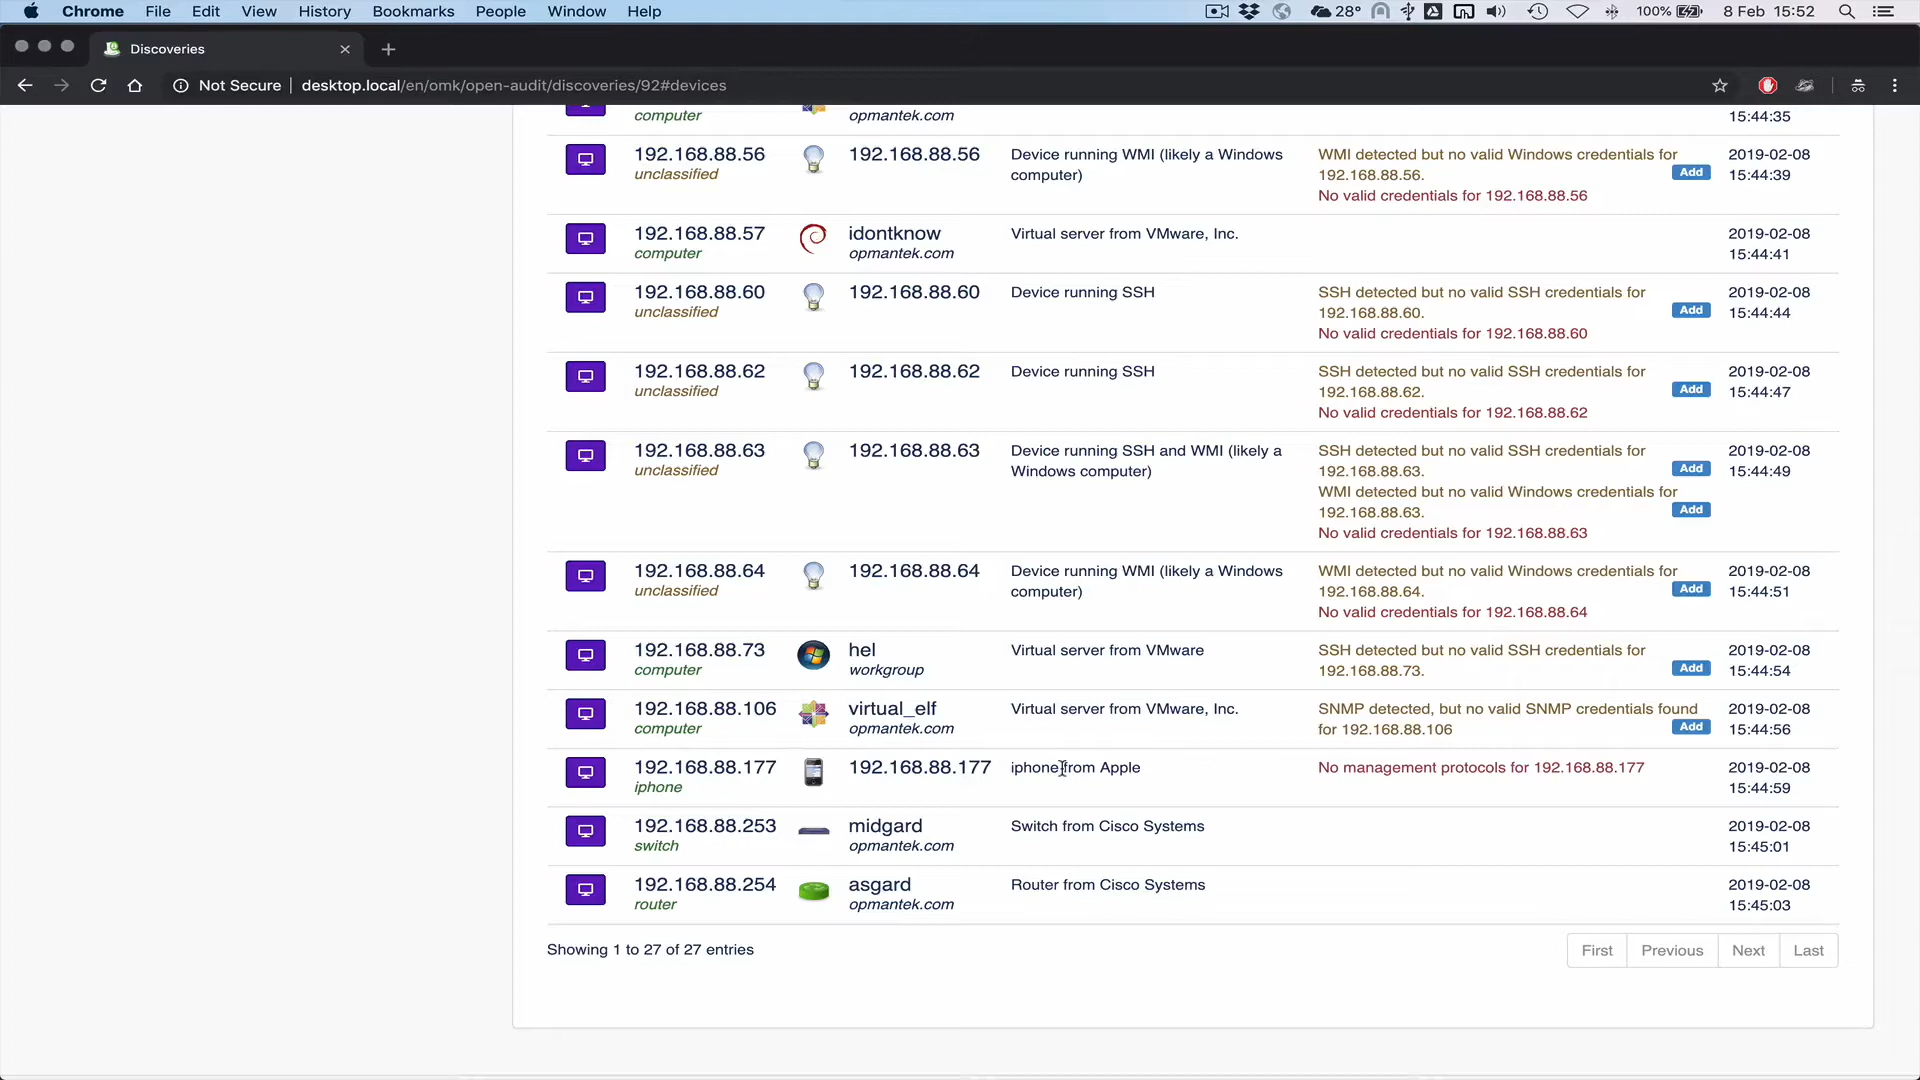 Chrome File Edit View History Bookmarks People Window Help 28° 100% 8 Feb 15:52
Discoveries
Not Secure | desktop.local/en/omk/open-audit/discoveries/92#devices
computer opmantek.com 15:44:35
192.168.88.56 192.168.88.56 Device running WMI (likely a Windows WMI detected but no valid Windows credentials for 2019-02-08
unclassified computer) 192.168.88.56. Add 15:44:39
No valid credentials for 192.168.88.56
192.168.88.57 idontknow Virtual server from VMware, Inc. 2019-02-08
computer opmantek.com 15:44:41
192.168.88.60 192.168.88.60 Device running SSH SSH detected but no valid SSH credentials for 2019-02-08
unclassified 192.168.88.60. Add 15:44:44
No valid credentials for 192.168.88.60
192.168.88.62 192.168.88.62 Device running SSH SSH detected but no valid SSH credentials for 2019-02-08
unclassified 192.168.88.62. Add 15:44:47
No valid credentials for 192.168.88.62
192.168.88.63 192.168.88.63 Device running SSH and WMI (likely a SSH detected but no valid SSH credentials for 2019-02-08
unclassified Windows computer) 192.168.88.63. Add 15:44:49
WMI detected but no valid Windows credentials for
192.168.88.63. Add
No valid credentials for 192.168.88.63
192.168.88.64 192.168.88.64 Device running WMI (likely a Windows WMI detected but no valid Windows credentials for 2019-02-08
unclassified computer) 192.168.88.64. Add 15:44:51
No valid credentials for 192.168.88.64
192.168.88.73 hel Virtual server from VMware SSH detected but no valid SSH credentials for 2019-02-08
computer workgroup 192.168.88.73. Add 15:44:54
192.168.88.106 virtual_elf Virtual server from VMware, Inc. SNMP detected, but no valid SNMP credentials found 2019-02-08
computer opmantek.com for 192.168.88.106 Add 15:44:56
192.168.88.177 192.168.88.177 iphone from Apple No management protocols for 192.168.88.177 2019-02-08
iphone 15:44:59
192.168.88.253 midgard Switch from Cisco Systems 2019-02-08
switch opmantek.com 15:45:01
192.168.88.254 asgard Router from Cisco Systems 2019-02-08
router opmantek.com 15:45:03
Showing 1 to 27 of 27 entries First Previous Next Last